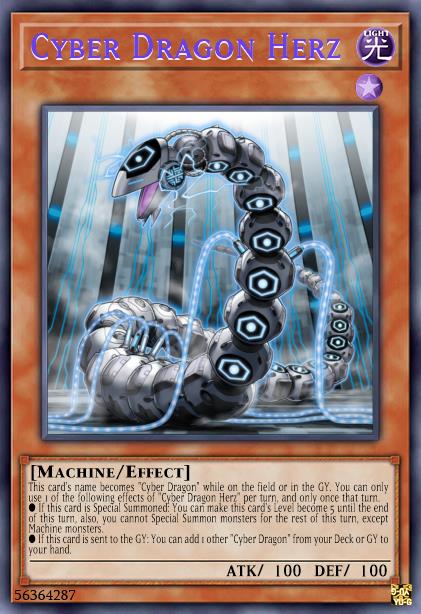 Cyber Dragon Herz
LIGHT
光
[Machine/Effect]
This card's name becomes "Cyber Dragon" while on the field or in the GY. You can only
use 1 of the following effects of "Cyber Dragon Herz" per turn, and only once that turn.
● If this card is Special Summoned: You can make this card's Level become 5 until the end
of this turn, also, you cannot Special Summon monsters for the rest of this turn, except
Machine monsters.
● If this card is sent to the GY: You can add 1 other "Cyber Dragon" from your Deck or GY to
your hand.
ATK/ 100 DEF/ 100
56364287